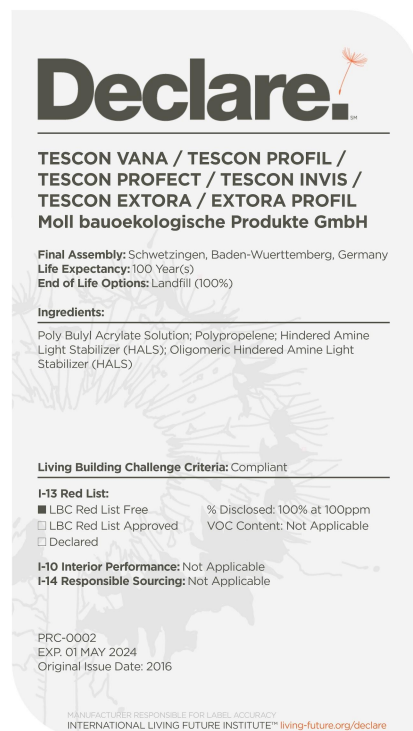 Declare.
SM
TESCON VANA / TESCON PROFIL /
TESCON PROFECT / TESCON INVIS /
TESCON EXTORA / EXTORA PROFIL
Moll bauoekologische Produkte GmbH
Final Assembly: Schwetzingen, Baden-Wuerttemberg, Germany
Life Expectancy: 100 Year(s)
End of Life Options: Landfill (100%)
Ingredients:
Poly Bulyl Acrylate Solution; Polypropelene; Hindered Amine
Light Stabilizer (HALS); Oligomeric Hindered Amine Light
Stabilizer (HALS)
Living Building Challenge Criteria: Compliant
I-13 Red List:
■ LBC Red List Free % Disclosed: 100% at 100ppm
□ LBC Red List Approved VOC Content: Not Applicable
□ Declared
I-10 Interior Performance: Not Applicable
I-14 Responsible Sourcing: Not Applicable
PRC-0002
EXP. 01 MAY 2024
Original Issue Date: 2016
MANUFACTURER RESPONSIBLE FOR LABEL ACCURACY
INTERNATIONAL LIVING FUTURE INSTITUTE™ living-future.org/declare